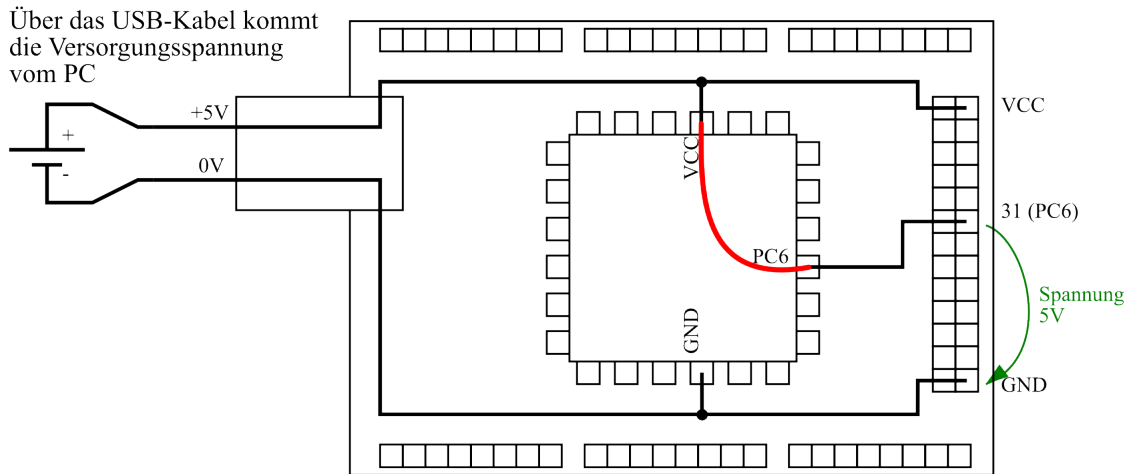 Über das USB-Kabel kommt
die Versorgungsspannung
vom PC
+5V
+
-
0V
VCC
PC6
GND
VCC
31 (PC6)
Spannung
5V
GND